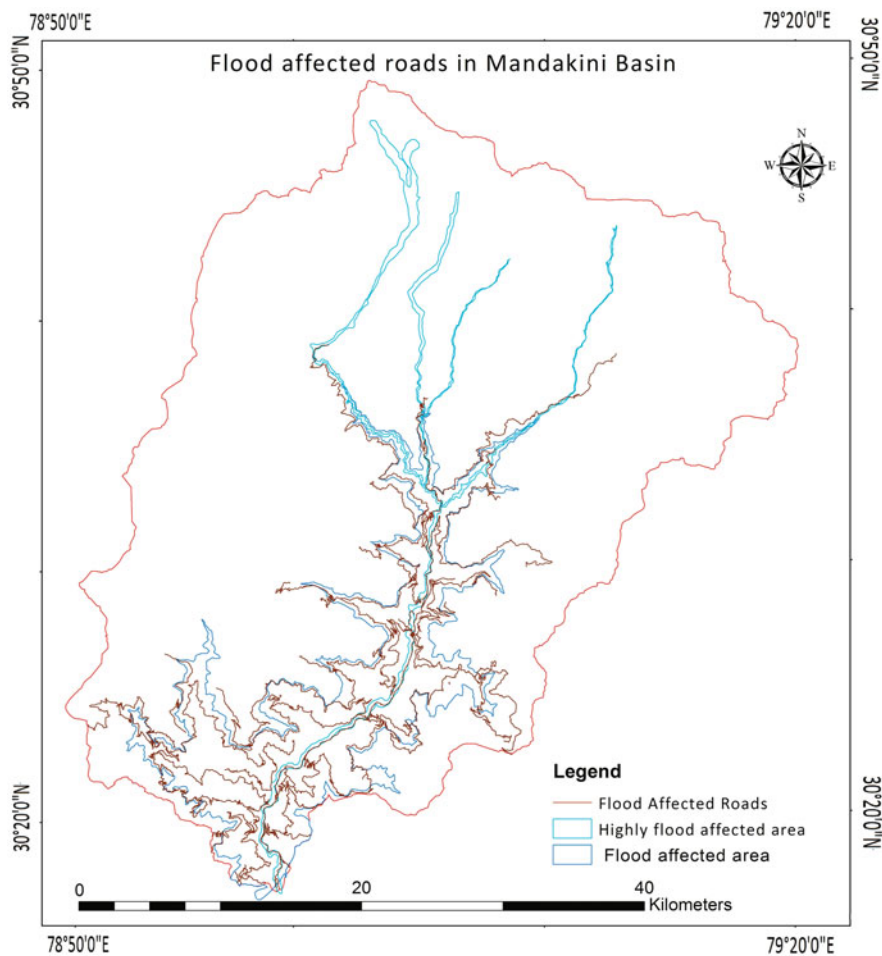 78°50'0"E
79°20'0"E
30°50'0"N
30°50'0"N
Flood affected roads in Mandakini Basin
N
W
E
S
Legend
Flood Affected Roads
Highly flood affected area
Flood affected area
30°20'0"N
30°20'0"N
0
20
40
Kilometers
78°50'0"E
79°20'0"E